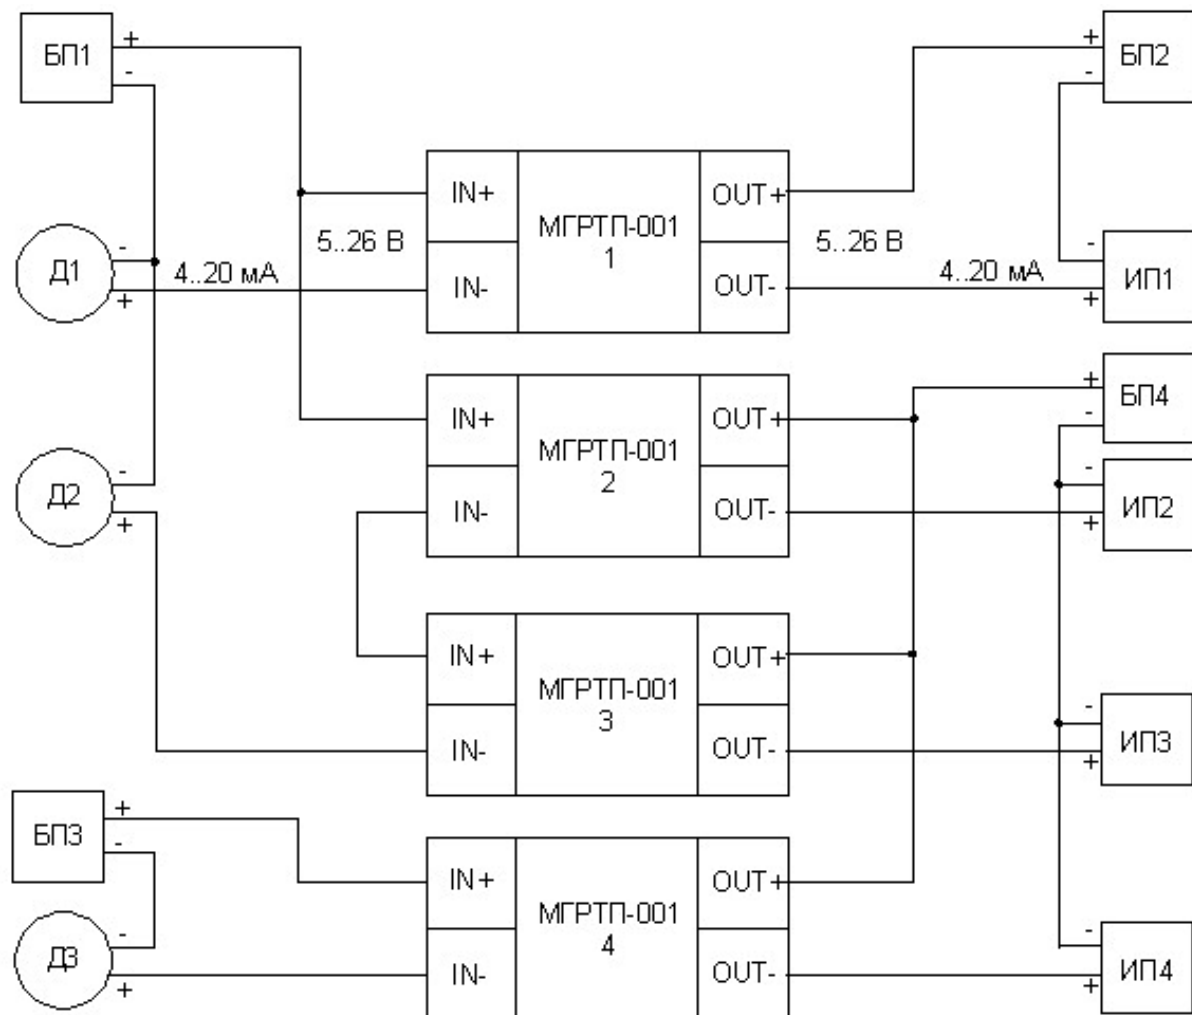 БП1
+
-
+
-
БП2
IN+
МГРТП-001
1
OUT+
5..26 В
5..26 В
-
Д1
4..20 мА
+
IN-
OUT-
4..20 мА
-
ИП1
+
+
БП4
-
IN+
МГРТП-001
2
OUT+
-
Д2
+
IN-
OUT-
-
ИП2
+
IN+
МГРТП-001
3
OUT+
IN-
OUT-
-
ИП3
+
БП3
+
-
IN+
МГРТП-001
4
OUT+
-
Д3
+
IN-
OUT-
-
ИП4
+